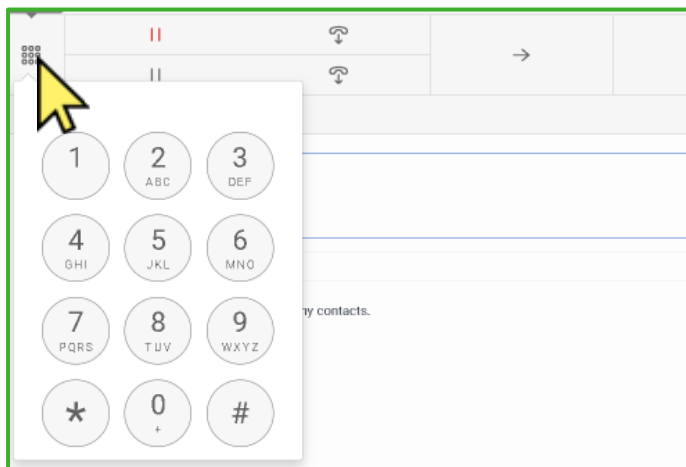 1 2 3
ABC DEF
4 5 6
GHI JKL MNO
ny contacts.
7 8 9
PQRS TUV WXYZ
* 0 #
+